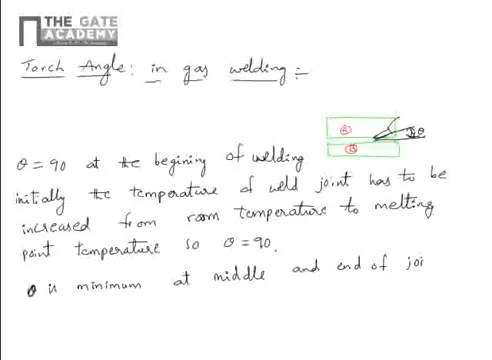 THE GATE
ACADEMY
Torch Angle: in gas welding :-
A
B
θ
θ = 90 at the begining of welding
initially the temperature of weld joint has to be
increased from room temperature to melting
point temperature so θ = 90.
θ is minimum at middle and end of joi